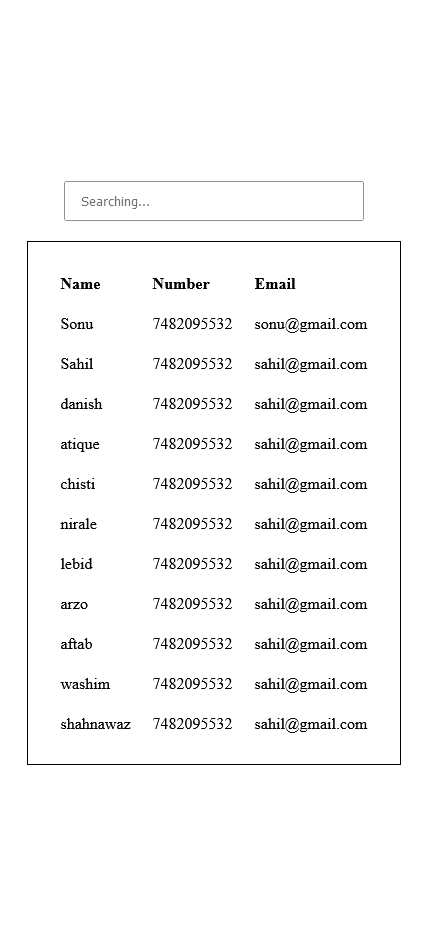 Searching...
Name Number Email
Sonu 7482095532 sonu@gmail.com
Sahil 7482095532 sahil@gmail.com
danish 7482095532 sahil@gmail.com
atique 7482095532 sahil@gmail.com
chisti 7482095532 sahil@gmail.com
nirale 7482095532 sahil@gmail.com
lebid 7482095532 sahil@gmail.com
arzo 7482095532 sahil@gmail.com
aftab 7482095532 sahil@gmail.com
washim 7482095532 sahil@gmail.com
shahnawaz 7482095532 sahil@gmail.com